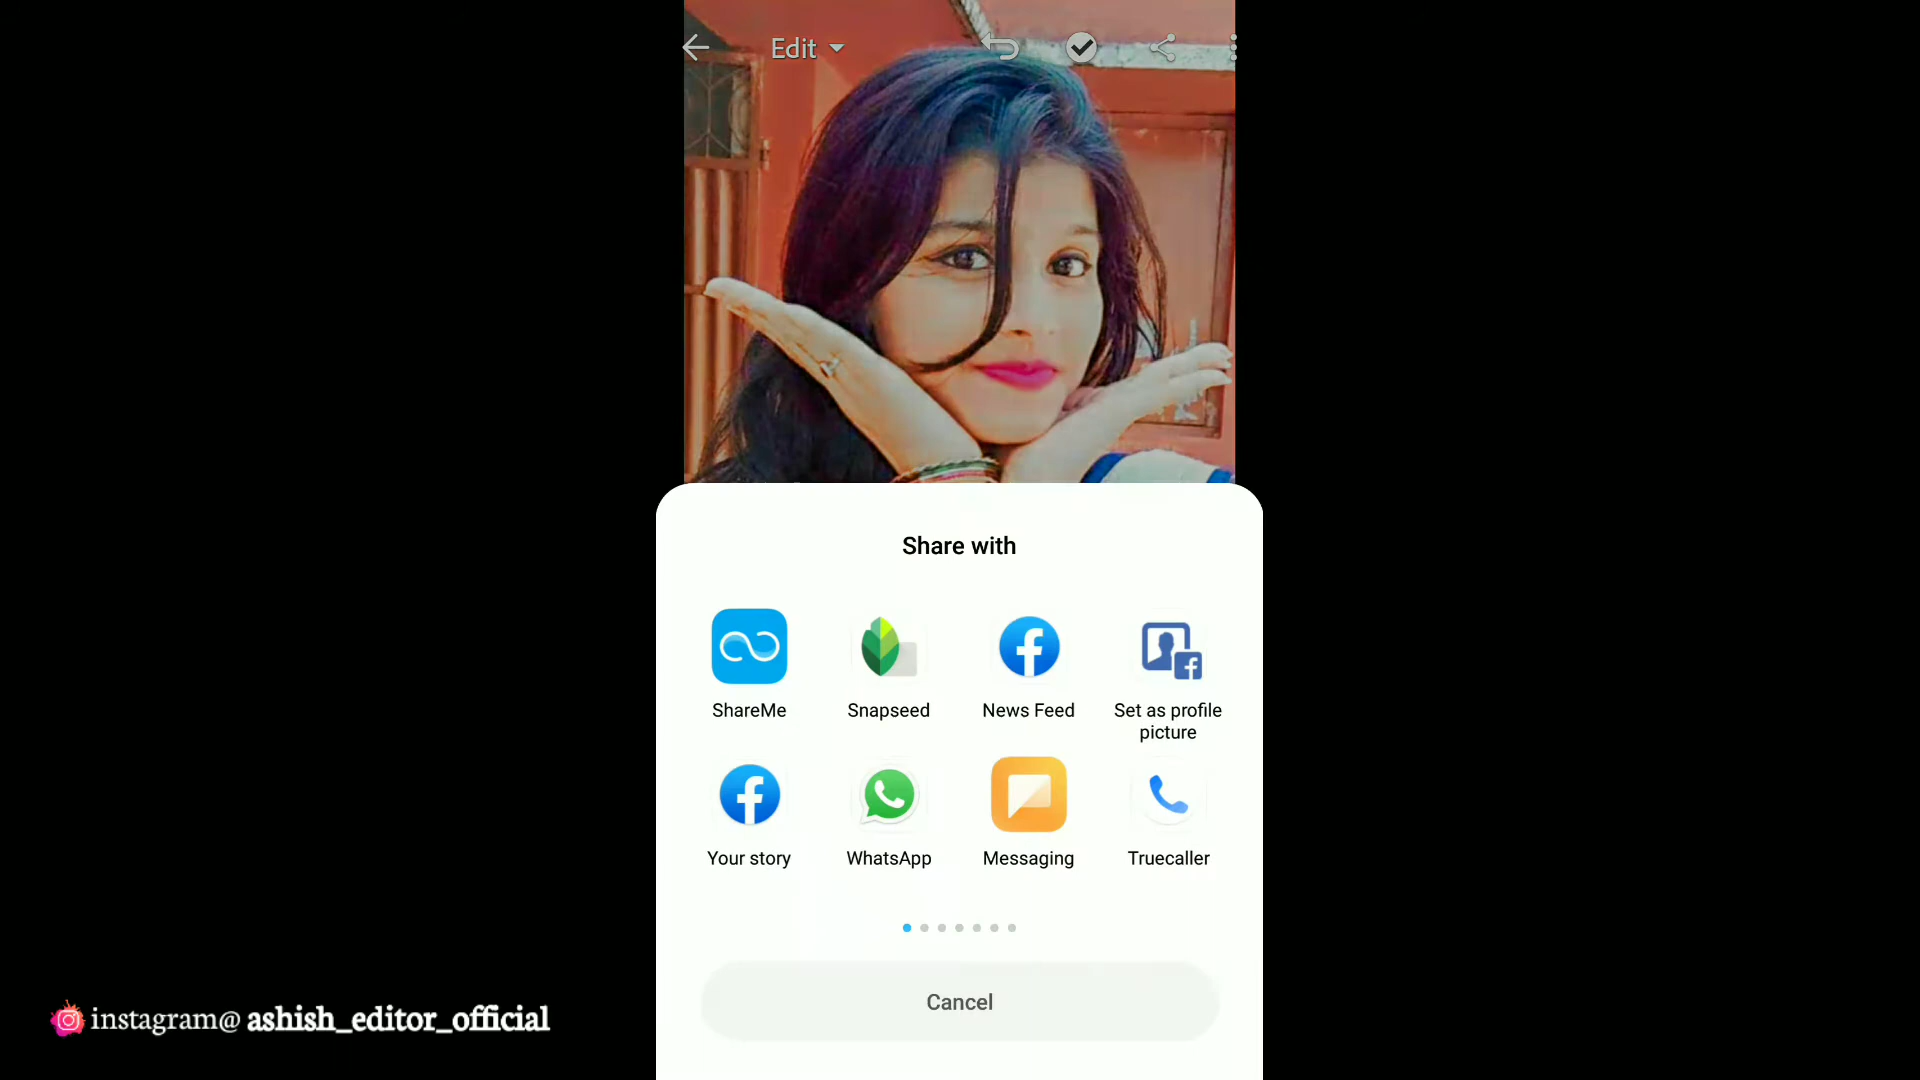 Edit
Share with
ShareMe
Snapseed
News Feed
Set as profile
picture
Your story
WhatsApp
Messaging
Truecaller
Cancel
instagram@ ashish_editor_official